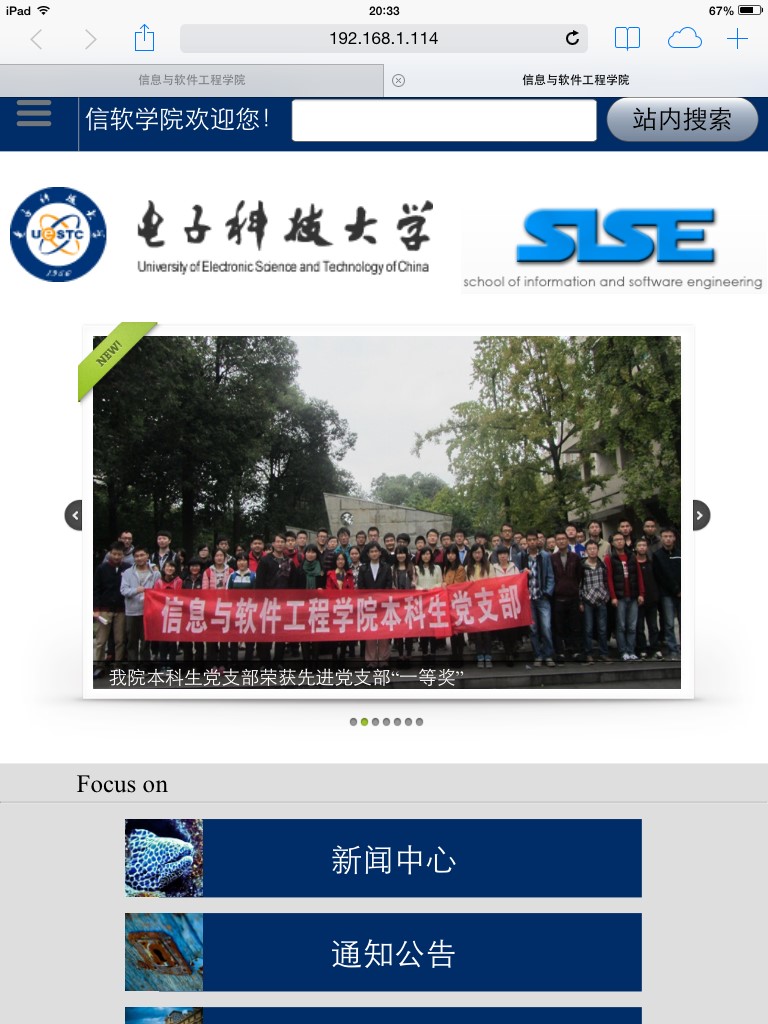 iPad
20:33
67%
192.168.1.114
信息与软件工程学院
信息与软件工程学院
信软学院欢迎您！
站内搜索
UESTC
1956
电子科技大学
University of Electronic Science and Technology of China
SISE
school of information and software engineering
NEW!
信息与软件工程学院本科生党支部
我院本科生党支部荣获先进党支部“一等奖”
Focus on
新闻中心
通知公告